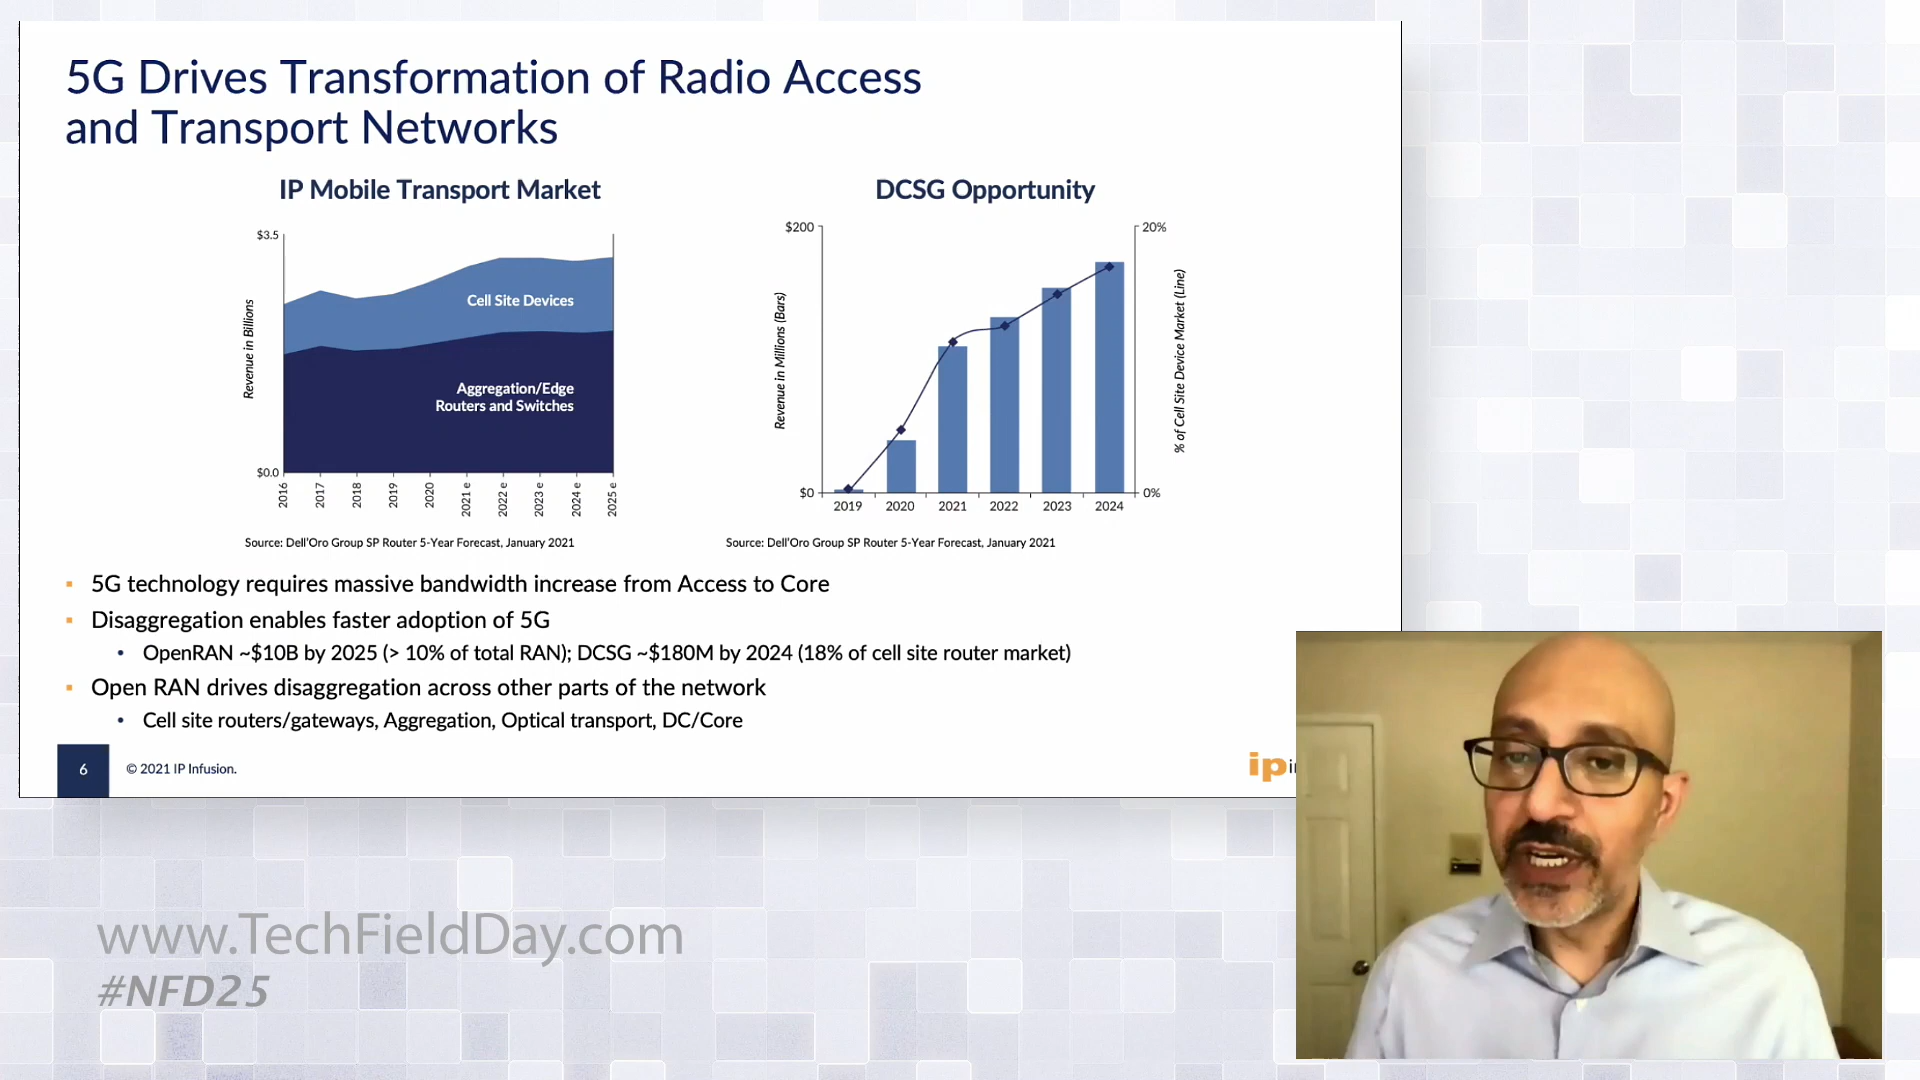 5G Drives Transformation of Radio Access
and Transport Networks
IP Mobile Transport Market
$3.5
$0.0
Revenue in Billions
Cell Site Devices
Aggregation/Edge
Routers and Switches
2016
2017
2018
2019
2020
2021 e
2022 e
2023 e
2024 e
2025 e
Source: Dell'Oro Group SP Router 5-Year Forecast, January 2021
DCSG Opportunity
$200
$0
Revenue in Millions (Bars)
20%
0%
% of Cell Site Device Market (Line)
2019
2020
2021
2022
2023
2024
Source: Dell'Oro Group SP Router 5-Year Forecast, January 2021
▪ 5G technology requires massive bandwidth increase from Access to Core
▪ Disaggregation enables faster adoption of 5G
• OpenRAN ~$10B by 2025 (> 10% of total RAN); DCSG ~$180M by 2024 (18% of cell site router market)
▪ Open RAN drives disaggregation across other parts of the network
• Cell site routers/gateways, Aggregation, Optical transport, DC/Core
6
© 2021 IP Infusion.
ip
www.TechFieldDay.com
#NFD25